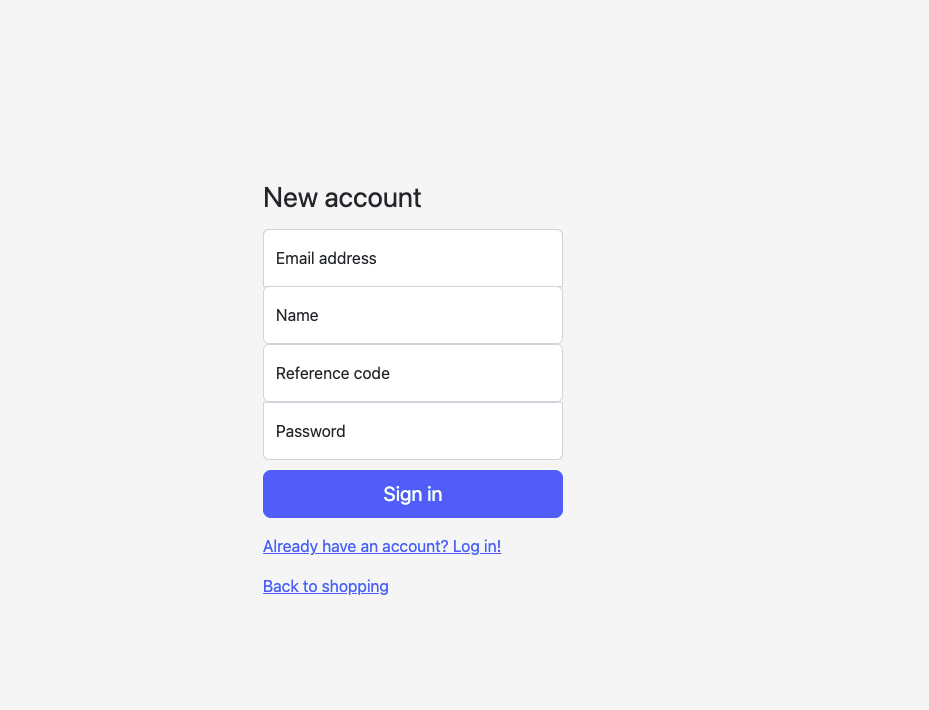 New account
Email address
Name
Reference code
Password
Sign in
Already have an account? Log in!
Back to shopping